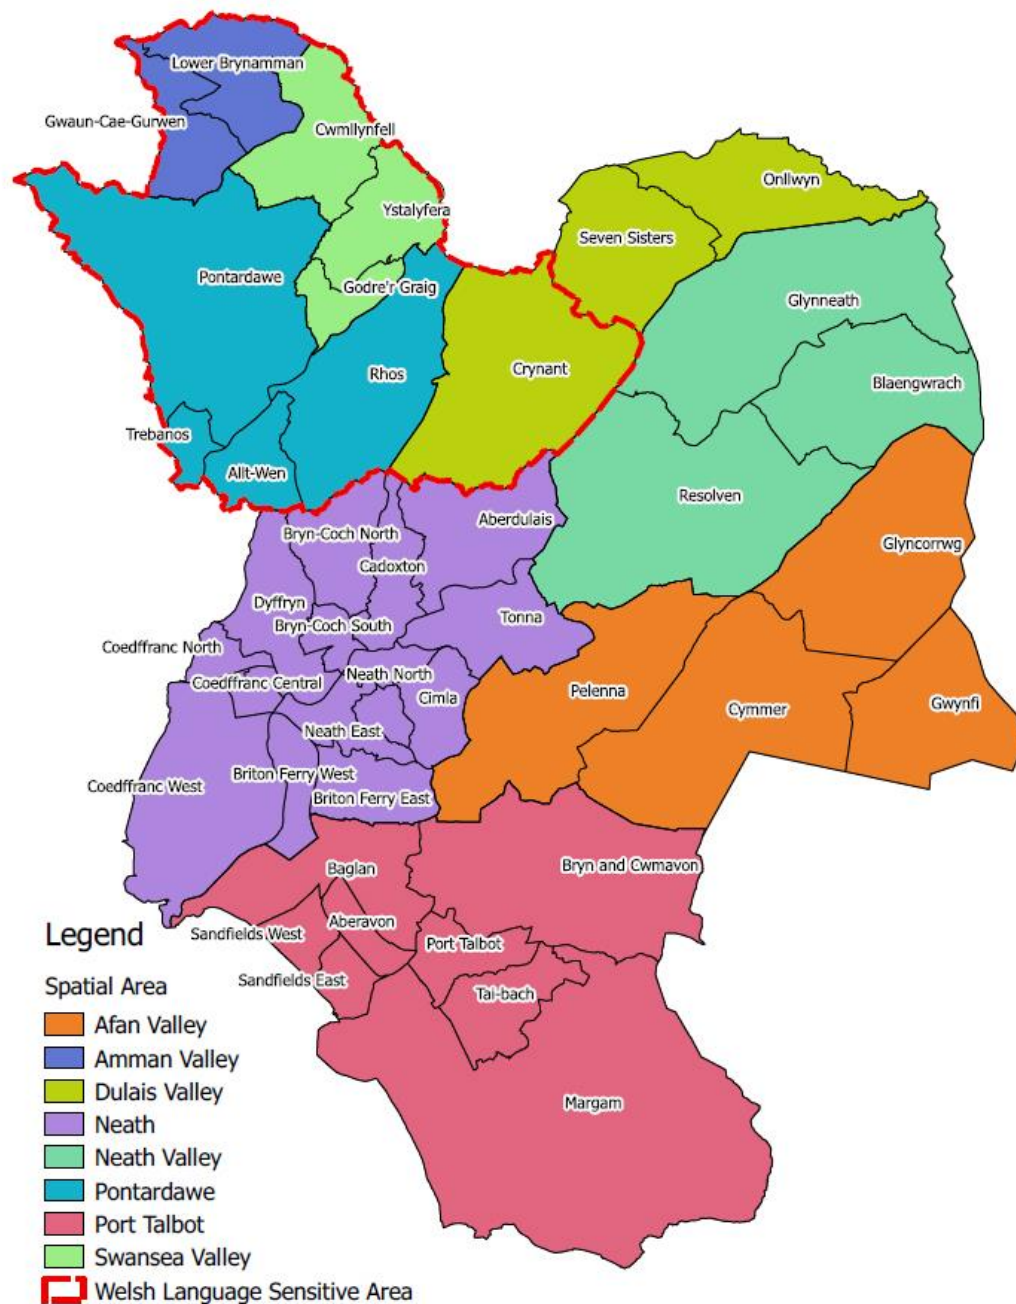 Lower Brynamman
Gwaun-Cae-Gurwen
Cwmllynfell
Onllwyn
Ystalyfera
Seven Sisters
Pontardawe
Godre'r Graig
Glynneath
Rhos
Crynant
Blaengwrach
Trebanos
Allt-Wen
Resolven
Aberdulais
Bryn-Coch North
Glyncorrwg
Cadoxton
Dyffryn
Bryn-Coch South
Tonna
Coedffranc North
Neath North
Coedffranc Central
Cimla
Pelenna
Gwynfi
Cymmer
Neath East
Briton Ferry West
Coedffranc West
Briton Ferry East
Bryn and Cwmavon
Baglan
Aberavon
Sandfields West
Port Talbot
Sandfields East
Tai-bach
Margam
Legend
Spatial Area
Afan Valley
Amman Valley
Dulais Valley
Neath
Neath Valley
Pontardawe
Port Talbot
Swansea Valley
Welsh Language Sensitive Area